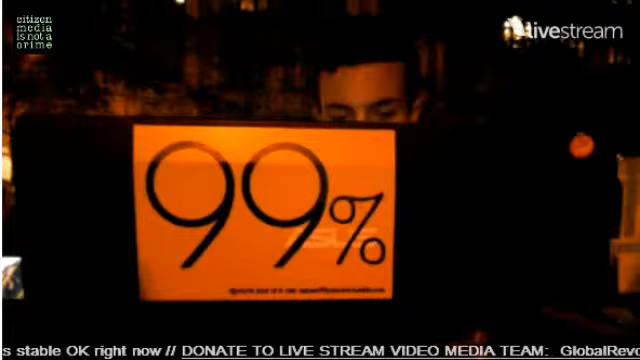 citizen
media
is not a
crime
livestream
99%
ASUS
s stable OK right now // DONATE TO LIVE STREAM VIDEO MEDIA TEAM: GlobalRevo